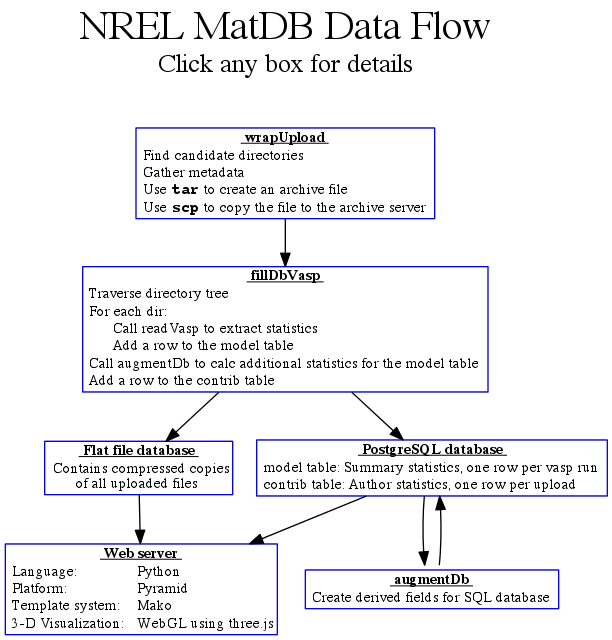 NREL MatDB Data Flow
Click any box for details
wrapUpload
Find candidate directories
Gather metadata
Use tar to create an archive file
Use scp to copy the file to the archive server
fillDbVasp
Traverse directory tree
For each dir:
Call readVasp to extract statistics
Add a row to the model table
Call augmentDb to calc additional statistics for the model table
Add a row to the contrib table
Flat file database
Contains compressed copies
of all uploaded files
PostgreSQL database
model table: Summary statistics, one row per vasp run
contrib table: Author statistics, one row per upload
Web server
Language: Python
Platform: Pyramid
Template system: Mako
3-D Visualization: WebGL using three.js
augmentDb
Create derived fields for SQL database